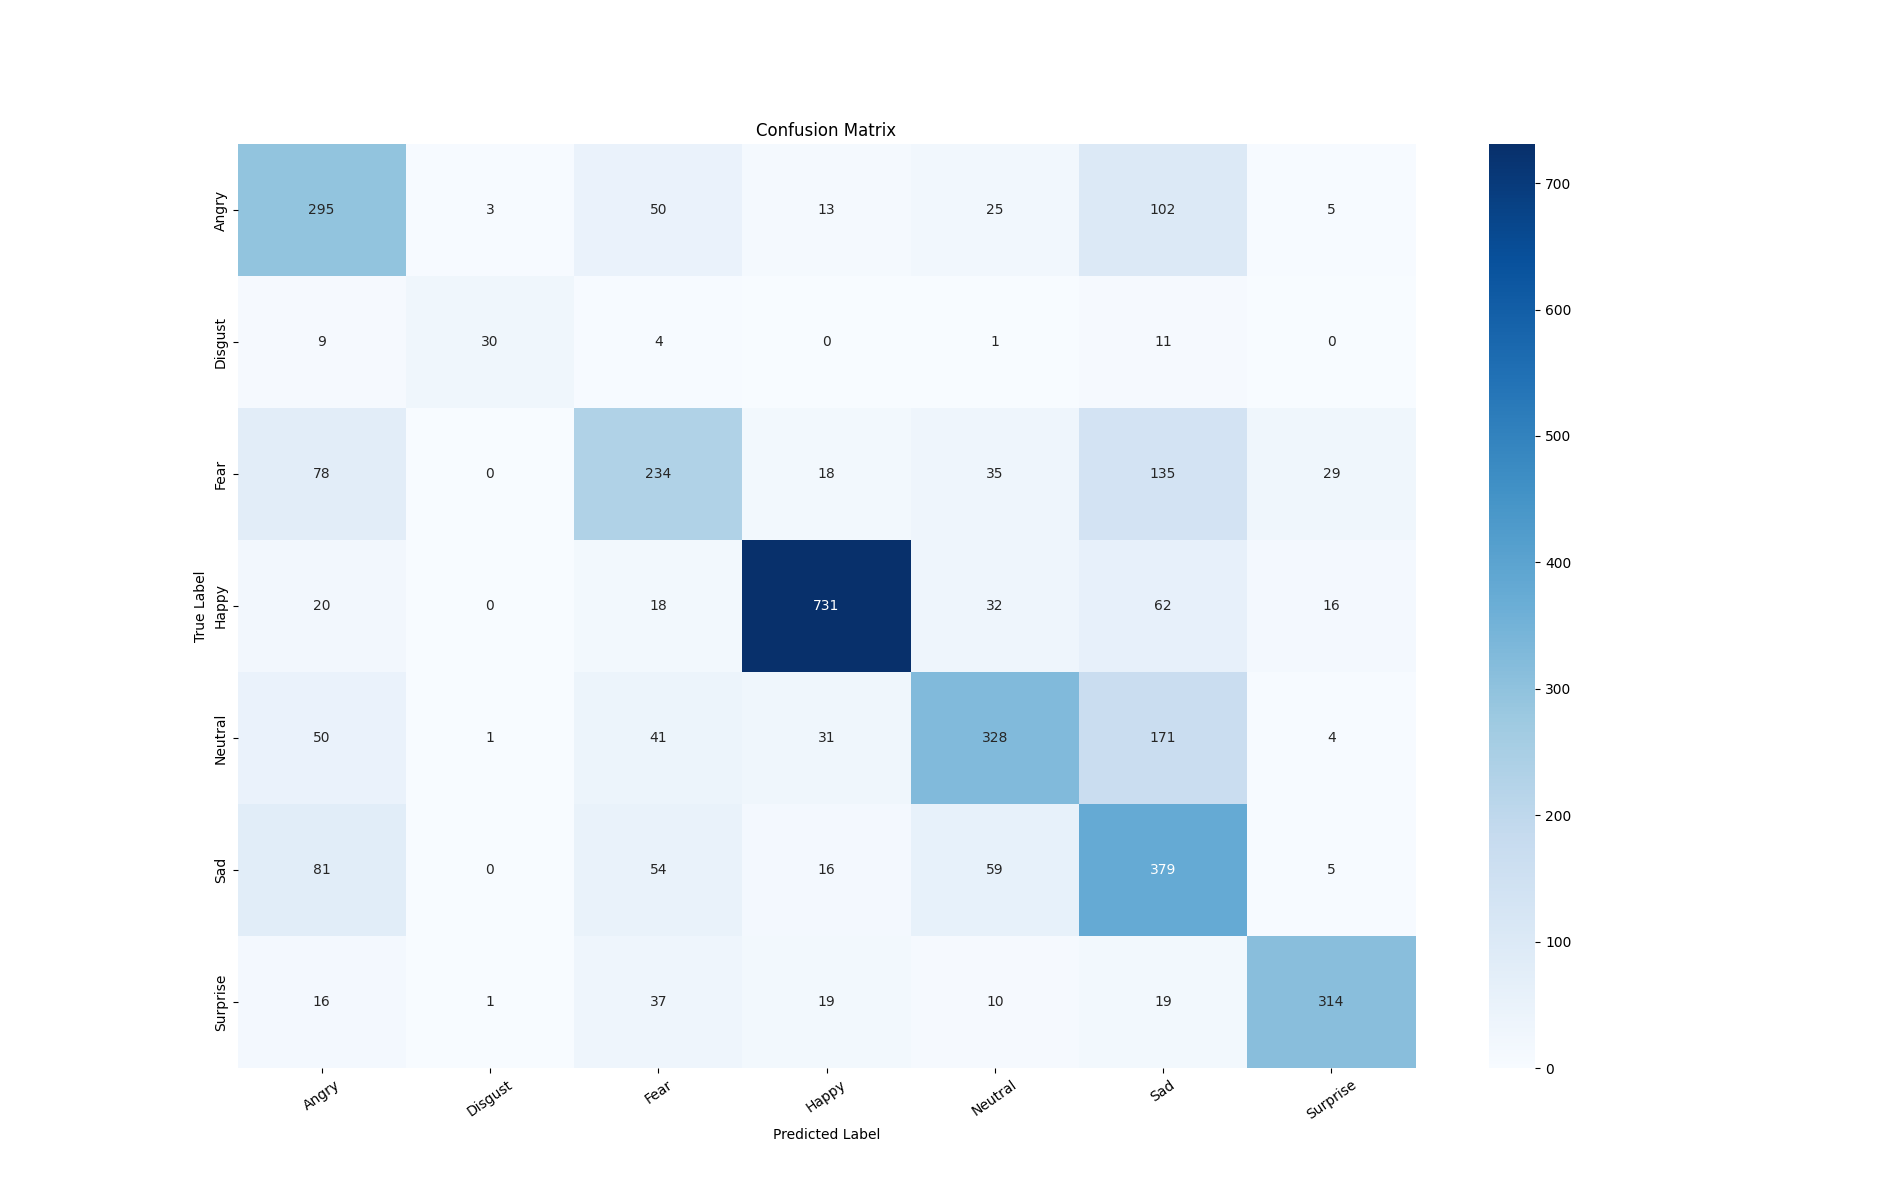 Confusion Matrix
Angry 295 3 50 13 25 102 5
Disgust 9 30 4 0 1 11 0
Fear 78 0 234 18 35 135 29
Happy 20 0 18 731 32 62 16
Neutral 50 1 41 31 328 171 4
Sad 81 0 54 16 59 379 5
Surprise 16 1 37 19 10 19 314
True Label
Angry Disgust Fear Happy Neutral Sad Surprise
Predicted Label
700
600
500
400
300
200
100
0